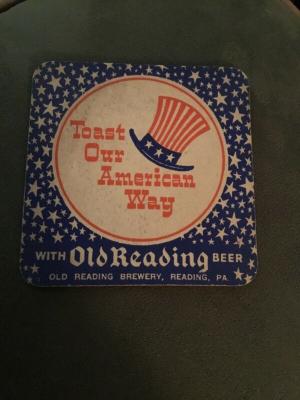 Toast
Our
American
Way
WITH Old Reading BEER
OLD READING BREWERY, READING, PA.